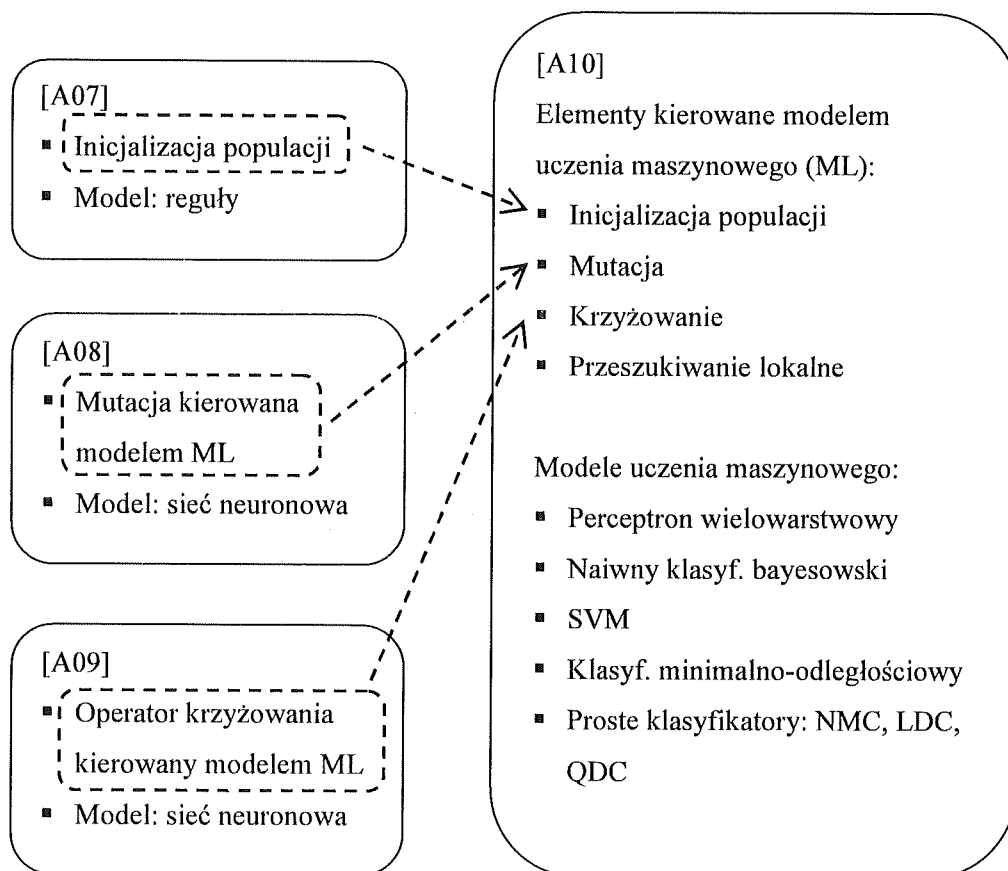 [A07]
▪ Inicjalizacja populacji
▪ Model: reguły
[A08]
▪ Mutacja kierowana
modelem ML
▪ Model: sieć neuronowa
[A09]
▪ Operator krzyżowania
kierowany modelem ML
▪ Model: sieć neuronowa
[A10]
Elementy kierowane modelem
uczenia maszynowego (ML):
▪ Inicjalizacja populacji
▪ Mutacja
▪ Krzyżowanie
▪ Przeszukiwanie lokalne
Modele uczenia maszynowego:
▪ Perceptron wielowarstwowy
▪ Naiwny klasyf. bayesowski
▪ SVM
▪ Klasyf. minimalno-odległościowy
▪ Proste klasyfikatory: NMC, LDC,
QDC